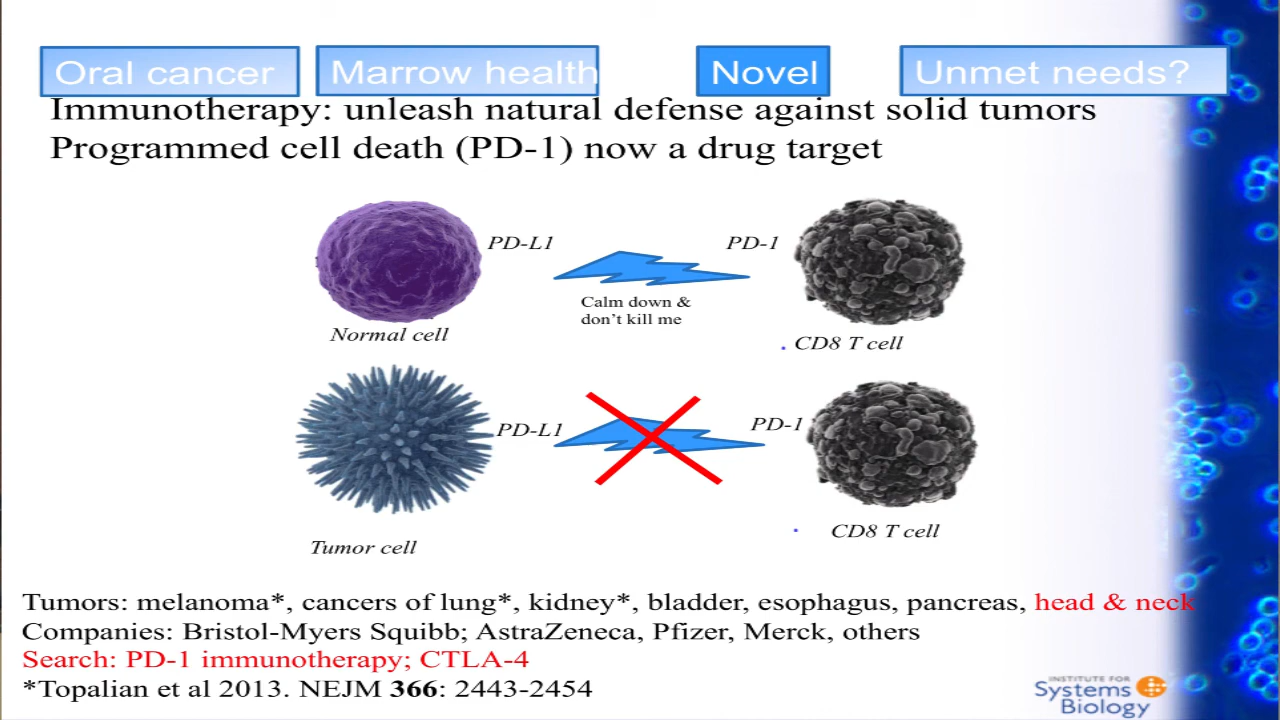 Oral cancer
Marrow health
Novel
Unmet needs?
Immunotherapy: unleash natural defense against solid tumors
Programmed cell death (PD-1) now a drug target
PD-L1
PD-1
Calm down &
don't kill me
Normal cell
CD8 T cell
PD-L1
PD-1
CD8 T cell
Tumor cell
Tumors: melanoma*, cancers of lung*, kidney*, bladder, esophagus, pancreas, head & neck
Companies: Bristol-Myers Squibb; AstraZeneca, Pfizer, Merck, others
Search: PD-1 immunotherapy; CTLA-4
*Topalian et al 2013. NEJM 366: 2443-2454
INSTITUTE FOR
Systems
Biology